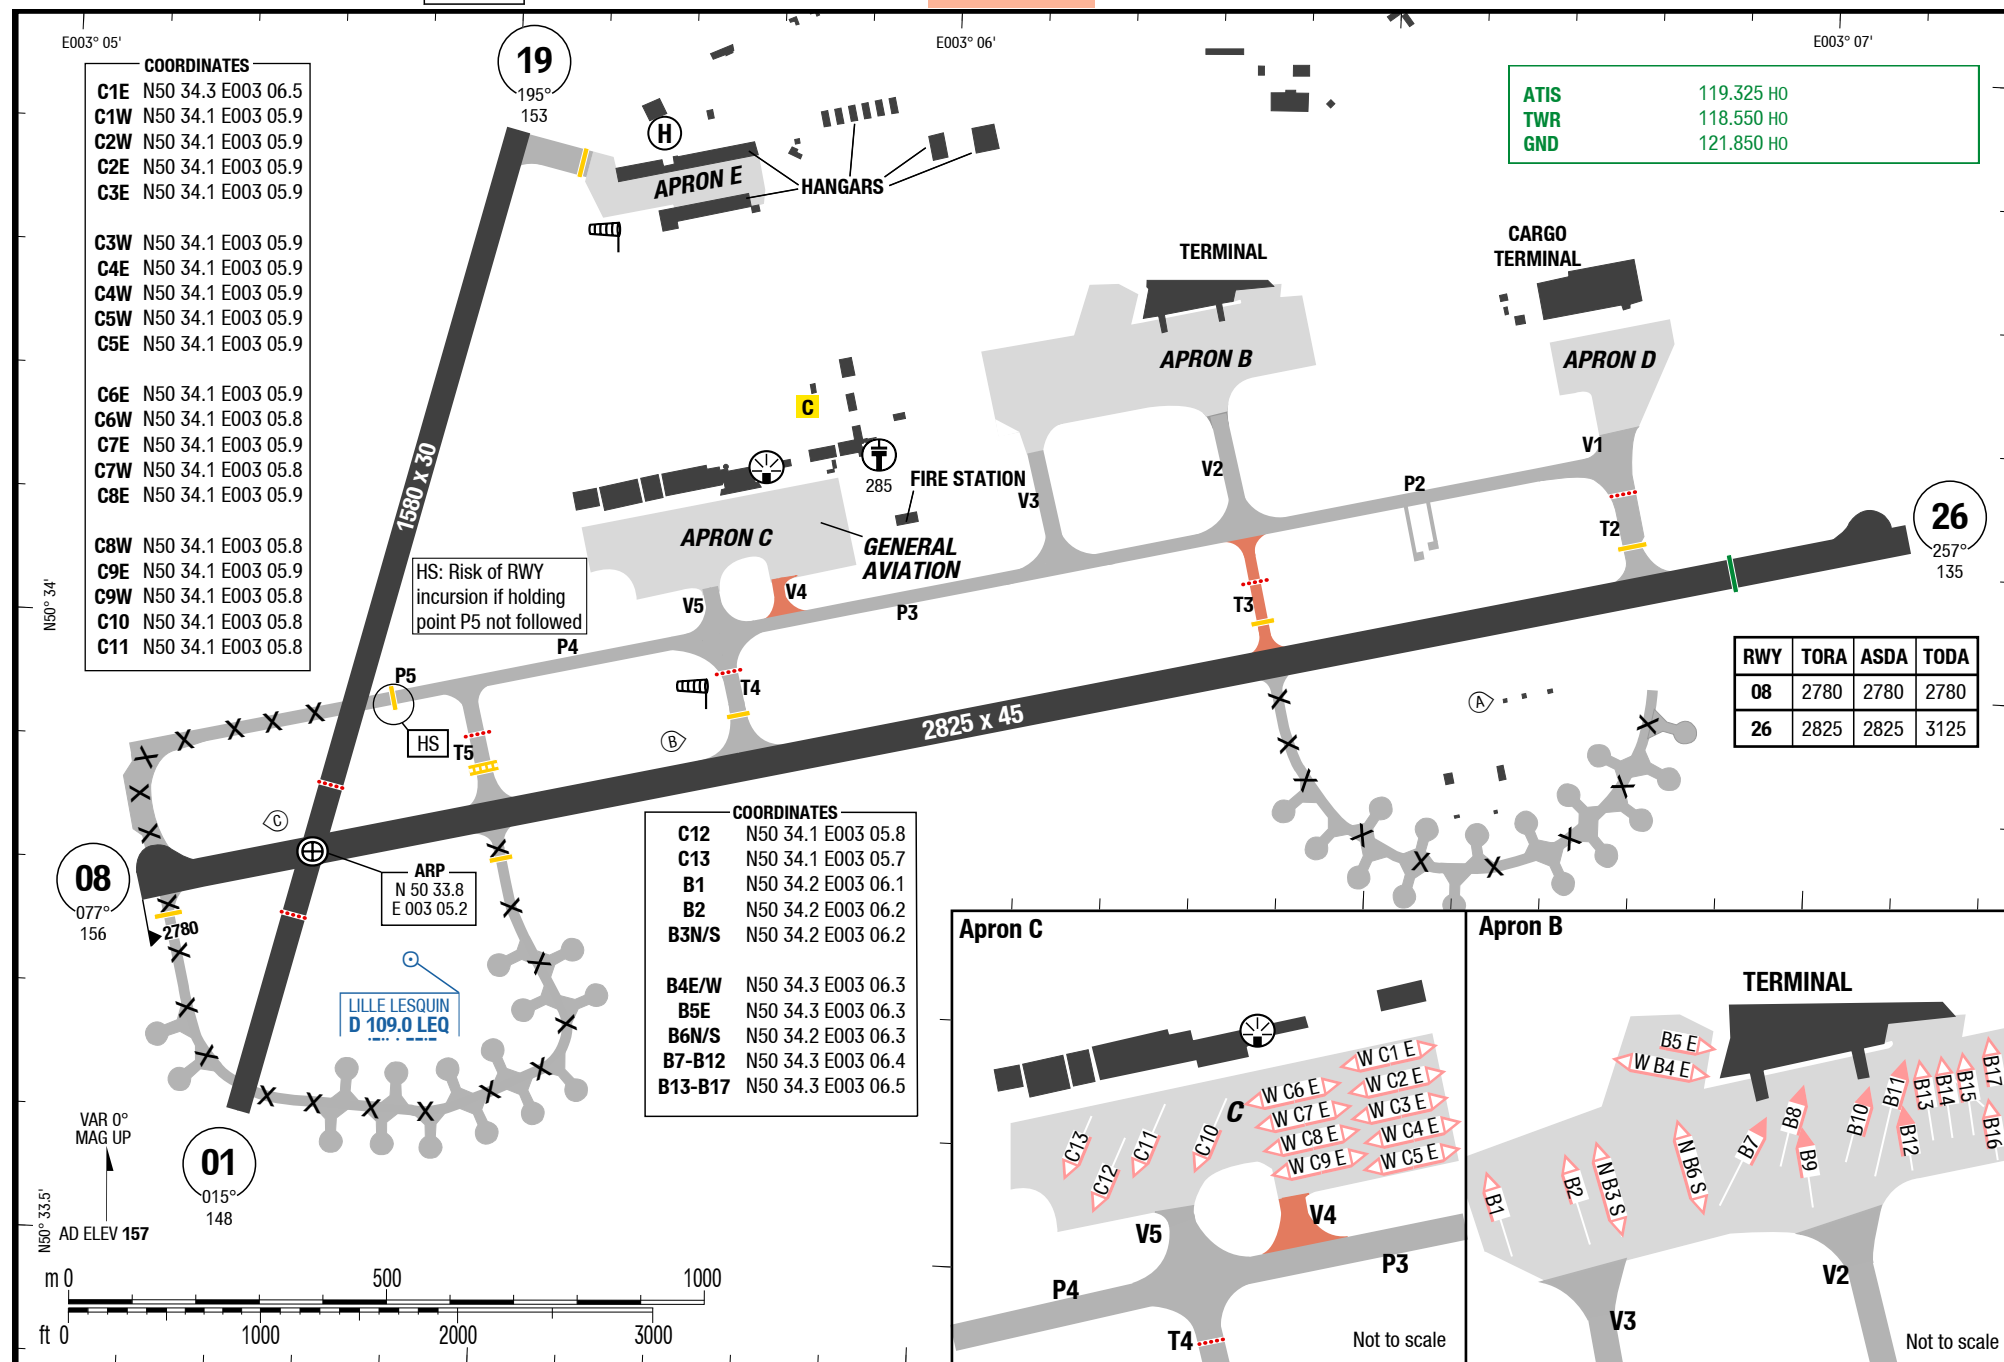 E003° 05'
E003° 06'
E003° 07'
COORDINATES
C1E N50 34.3 E003 06.5
C1W N50 34.1 E003 05.9
C2W N50 34.1 E003 05.9
C2E N50 34.1 E003 05.9
C3E N50 34.1 E003 05.9
C3W N50 34.1 E003 05.9
C4E N50 34.1 E003 05.9
C4W N50 34.1 E003 05.9
C5W N50 34.1 E003 05.9
C5E N50 34.1 E003 05.9
C6E N50 34.1 E003 05.9
C6W N50 34.1 E003 05.8
C7E N50 34.1 E003 05.9
C7W N50 34.1 E003 05.8
C8E N50 34.1 E003 05.9
C8W N50 34.1 E003 05.8
C9E N50 34.1 E003 05.9
C9W N50 34.1 E003 05.8
C10 N50 34.1 E003 05.8
C11 N50 34.1 E003 05.8
19
195°
153
H
APRON E
HANGARS
ATIS 119.325 HO
TWR 118.550 HO
GND 121.850 HO
TERMINAL
CARGO
TERMINAL
APRON B
APRON D
C
1580 x 30
285
FIRE STATION
APRON C
GENERAL
AVIATION
V3
V2
P2
V1
T2
26
257°
135
N50° 34'
HS: Risk of RWY
incursion if holding
point P5 not followed
V5
V4
P3
T3
P4
P5
HS
T5
T4
B
A
C
2825 x 45
RWY TORA ASDA TODA
08 2780 2780 2780
26 2825 2825 3125
08
077°
156
2780
ARP
N 50 33.8
E 003 05.2
LILLE LESQUIN
D 109.0 LEQ
COORDINATES
C12 N50 34.1 E003 05.8
C13 N50 34.1 E003 05.7
B1 N50 34.2 E003 06.1
B2 N50 34.2 E003 06.2
B3N/S N50 34.2 E003 06.2
B4E/W N50 34.3 E003 06.3
B5E N50 34.3 E003 06.3
B6N/S N50 34.2 E003 06.3
B7-B12 N50 34.3 E003 06.4
B13-B17 N50 34.3 E003 06.5
VAR 0°
MAG UP
01
015°
148
N50° 33.5'
AD ELEV 157
m 0 500 1000
ft 0 1000 2000 3000
Apron C
W C1 E
W C2 E
W C3 E
W C4 E
W C5 E
W C6 E
W C7 E
W C8 E
W C9 E
C
C13
C12
C11
C10
V5
V4
P4
P3
T4
Not to scale
Apron B
TERMINAL
B5 E
W B4 E
B1
B2
N B3 S
N B6 S
B7
B8
B9
B10
B11
B12
B13
B14
B15
B16
B17
V2
V3
Not to scale